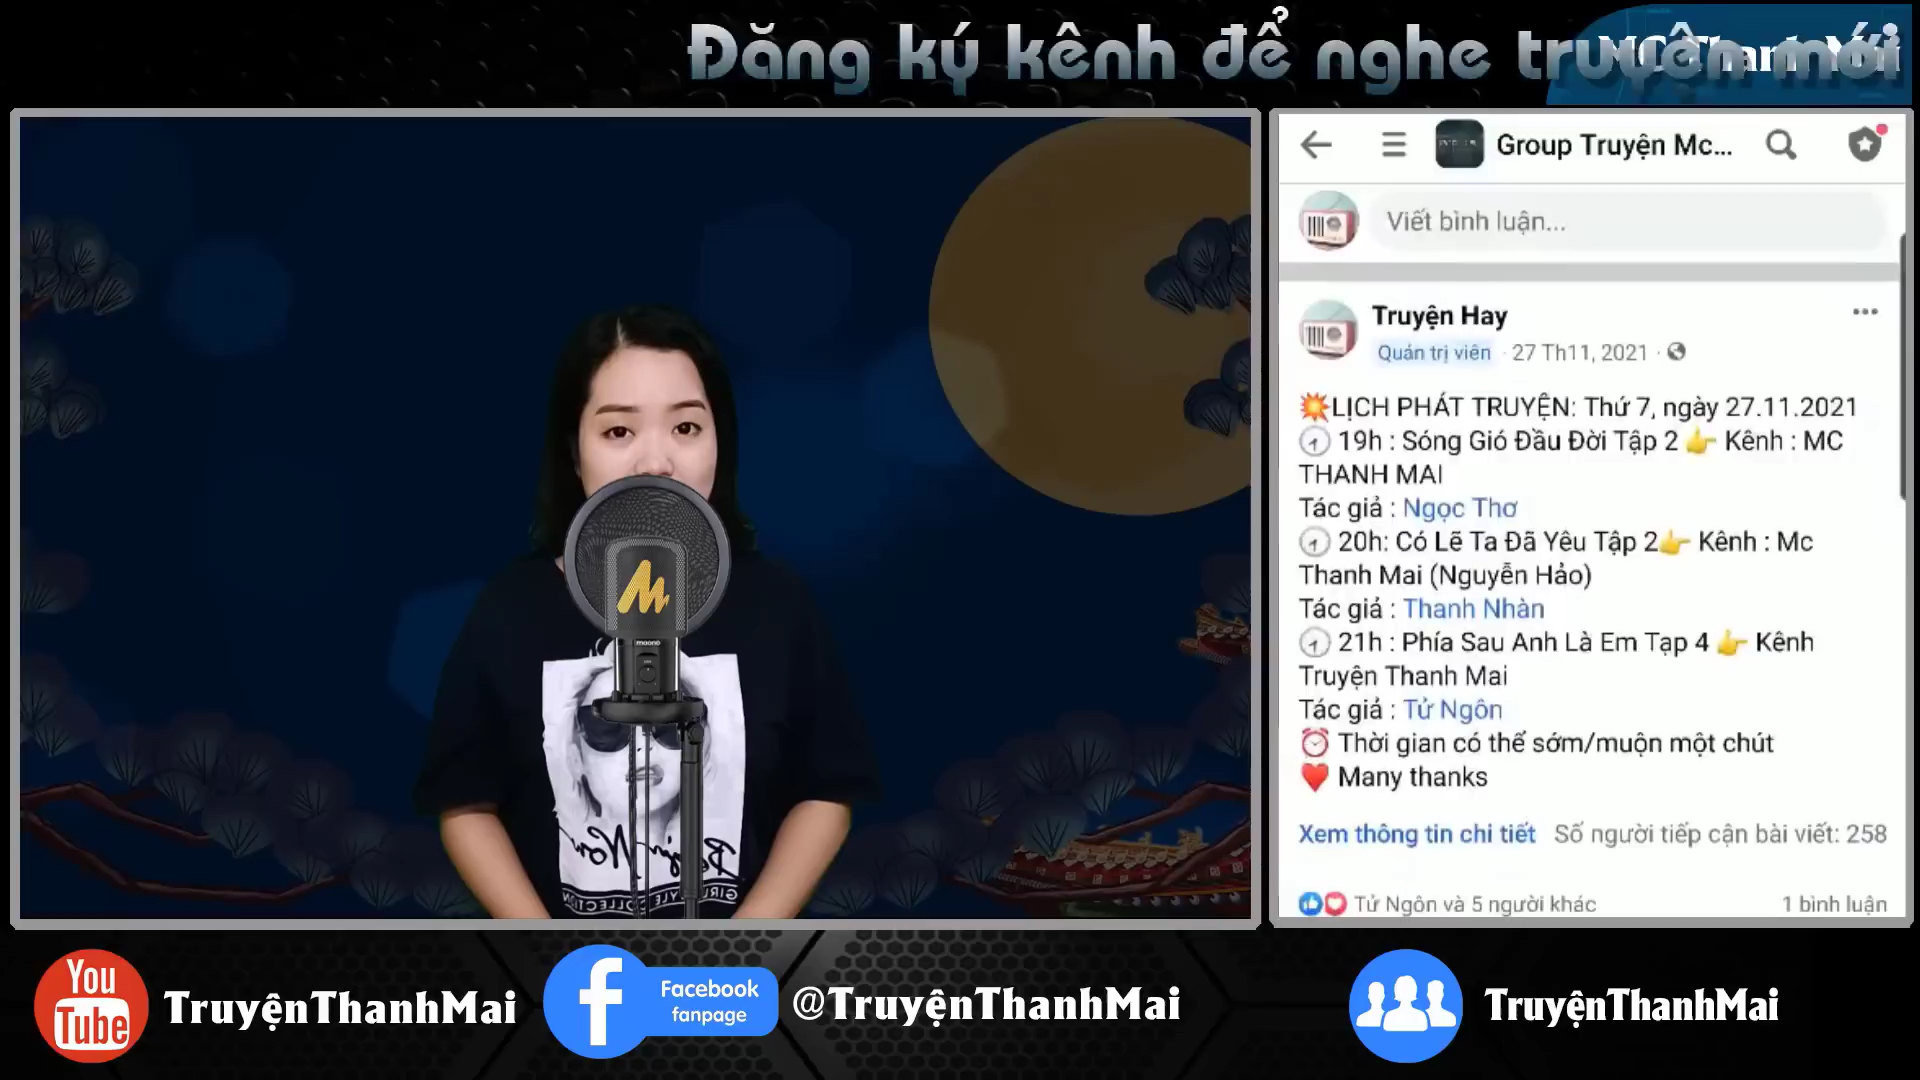 Đăng ký kênh để nghe truyện mới
MC Thanh Mai
Group Truyện Mc...
Viết bình luận...
Truyện Hay
Quản trị viên · 27 Th11, 2021 ·
💥LỊCH PHÁT TRUYỆN: Thứ 7, ngày 27.11.2021
🕢 19h : Sóng Gió Đầu Đời Tập 2 👉 Kênh : MC
THANH MAI
Tác giả : Ngọc Thơ
🕢 20h: Có Lẽ Ta Đã Yêu Tập 2👉 Kênh : Mc
Thanh Mai (Nguyễn Hảo)
Tác giả : Thanh Nhàn
🕢 21h : Phía Sau Anh Là Em Tạp 4 👉 Kênh
Truyện Thanh Mai
Tác giả : Tử Ngôn
⏰ Thời gian có thể sớm/muộn một chút
♥️ Many thanks
Xem thông tin chi tiết Số người tiếp cận bài viết: 258
Tử Ngôn và 5 người khác 1 bình luận
maono
You
Tube
TruyệnThanhMai
Facebook
fanpage
@TruyệnThanhMai
TruyệnThanhMai